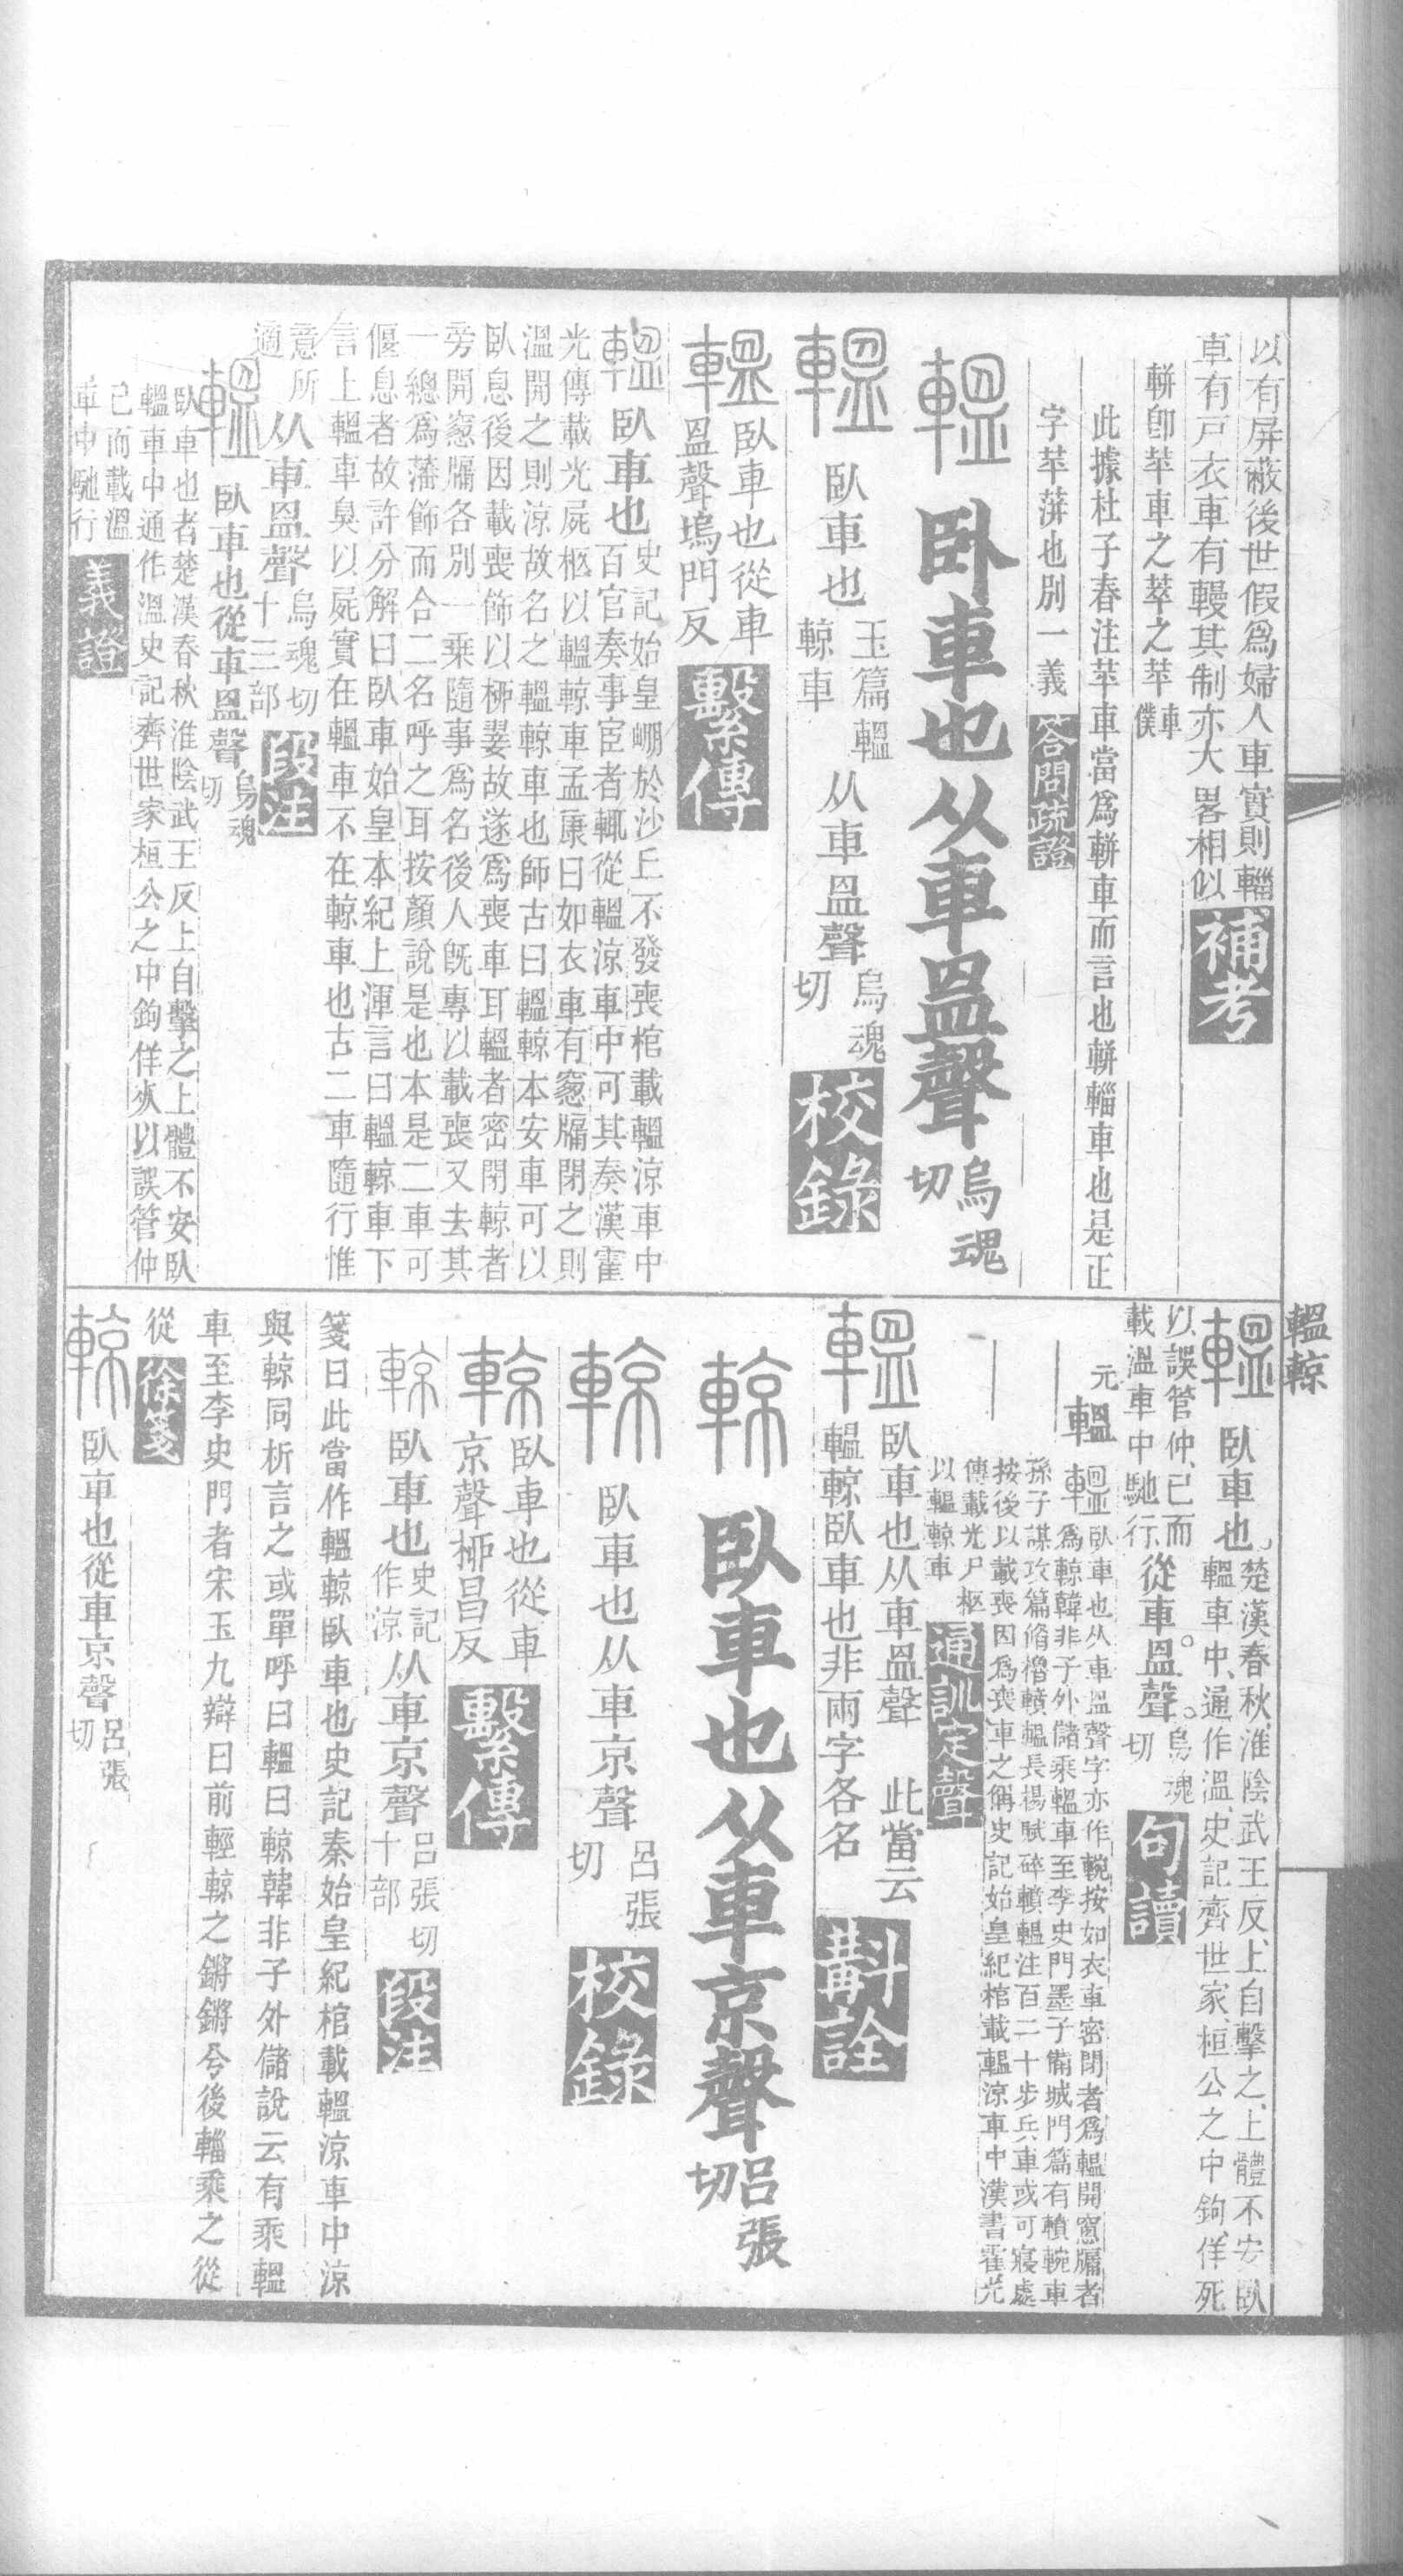 以有屏蔽後世假爲婦人車實則輜
車有戸衣車有輚其制亦大畧相似 補考
輧卽苹車之萃之苹 車僕
此據杜子春注苹車當爲輧車而言也輧輜車也是正
字苹蓱也別一義 答問疏證
轀 臥車也从車𥁕聲 烏魂切
轀 臥車也 玉篇轀輬車 从車𥁕聲 烏魂切 校錄
轀 臥車也從車
𥁕聲塢門反 繫傳
轀 臥車也 史記始皇崩於沙丘不發喪棺載轀涼車中
百官奏事宦者輒從轀涼車中可其奏漢霍
光傳載光屍柩以轀輬車孟康曰如衣車有窻牖閉之則
溫開之則涼故名之轀輬車也師古曰轀輬本安車可以
臥息後因載喪飾以柳翣故遂爲喪車耳轀者密閉輬者
旁開窻牖各別一乘隨事爲名後人旣專以載喪又去其
一總爲藩飾而合二名呼之耳按顏說是也本是二車可
偃息者故許分解曰臥車始皇本紀上渾言曰轀輬車下
言上轀車臭以屍實在轀車不在輬車也古二車隨行惟
意所適 从車𥁕聲 烏魂切十三部 段注
轀 臥車也從車𥁕聲 烏魂切
臥車也者楚漢春秋淮陰武王反上自擊之上體不安臥
轀車中通作溫史記齊世家桓公之中鉤佯死以誤管仲
已而載溫
車中馳行 義證
轀輬
轀 臥車也。 楚漢春秋、淮陰武王反、上自擊之、上體不安臥
轀車中、通作溫、史記齊世家、桓公之中鉤、佯死
以誤管仲、已而
載溫車中馳行、 從車𥁕聲。 烏魂切 句讀
元 轀
轀 臥車也从車𥁕聲字亦作輓按如衣車密閉者爲轀開窻牖者
爲輬韓非子外儲乘轀車至李史門墨子備城門篇有轒輓車
孫子謀攻篇脩櫓轒轀長楊賦碎轒轀注百二十步兵車或可寢處
按後以載喪因爲喪車之稱史記始皇紀棺載轀涼車中漢書霍光
傳載光尸柩
以轀輬車 通訓定聲
轀 臥車也从車𥁕聲 此當云
轀輬臥車也非兩字各名 斠詮
輬 臥車也从車京聲 呂張切
輬 臥車也从車京聲 呂張切 校錄
輬 臥車也從車
京聲柳昌反 繫傳
輬 臥車也 史記作涼 从車京聲 呂張切十部 段注
箋曰此當作轀輬臥車也史記秦始皇紀棺載轀涼車中涼
與輬同析言之或單呼曰轀曰輬韓非子外儲說云有乘轀
車至李史門者宋玉九辯曰前輕輬之鏘鏘兮後輜乘之從
從 徐箋
輬 臥車也從車京聲 呂張切